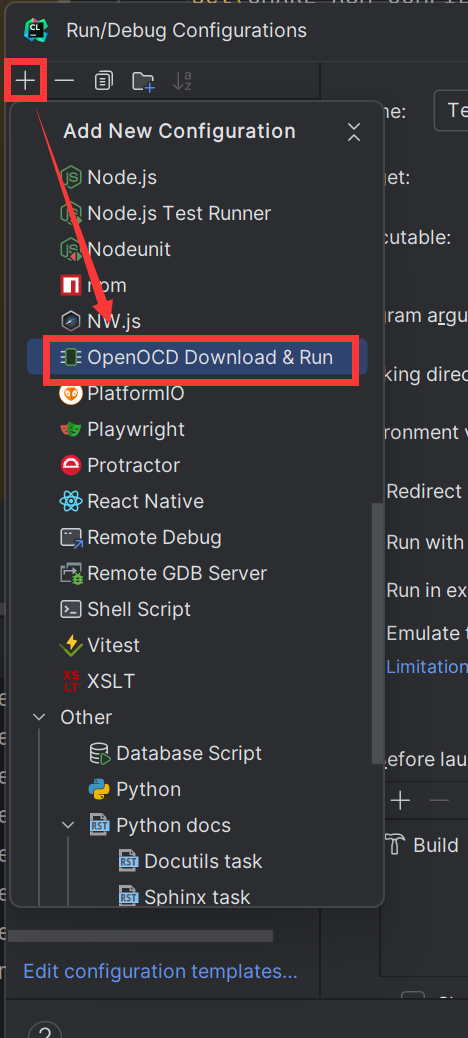 Run/Debug Configurations
Add New Configuration
Node.js
Node.js Test Runner
Nodeunit
npm
NW.js
OpenOCD Download & Run
PlatformIO
Playwright
Protractor
React Native
Remote Debug
Remote GDB Server
Shell Script
Vitest
XSLT
Other
Database Script
Python
Python docs
Docutils task
Sphinx task
Edit configuration templates...
me:
Te
get:
cutable:
gram argu
king direc
ronment v
Redirect
Run with
Run in ex
Emulate t
Limitation
efore lau
Build